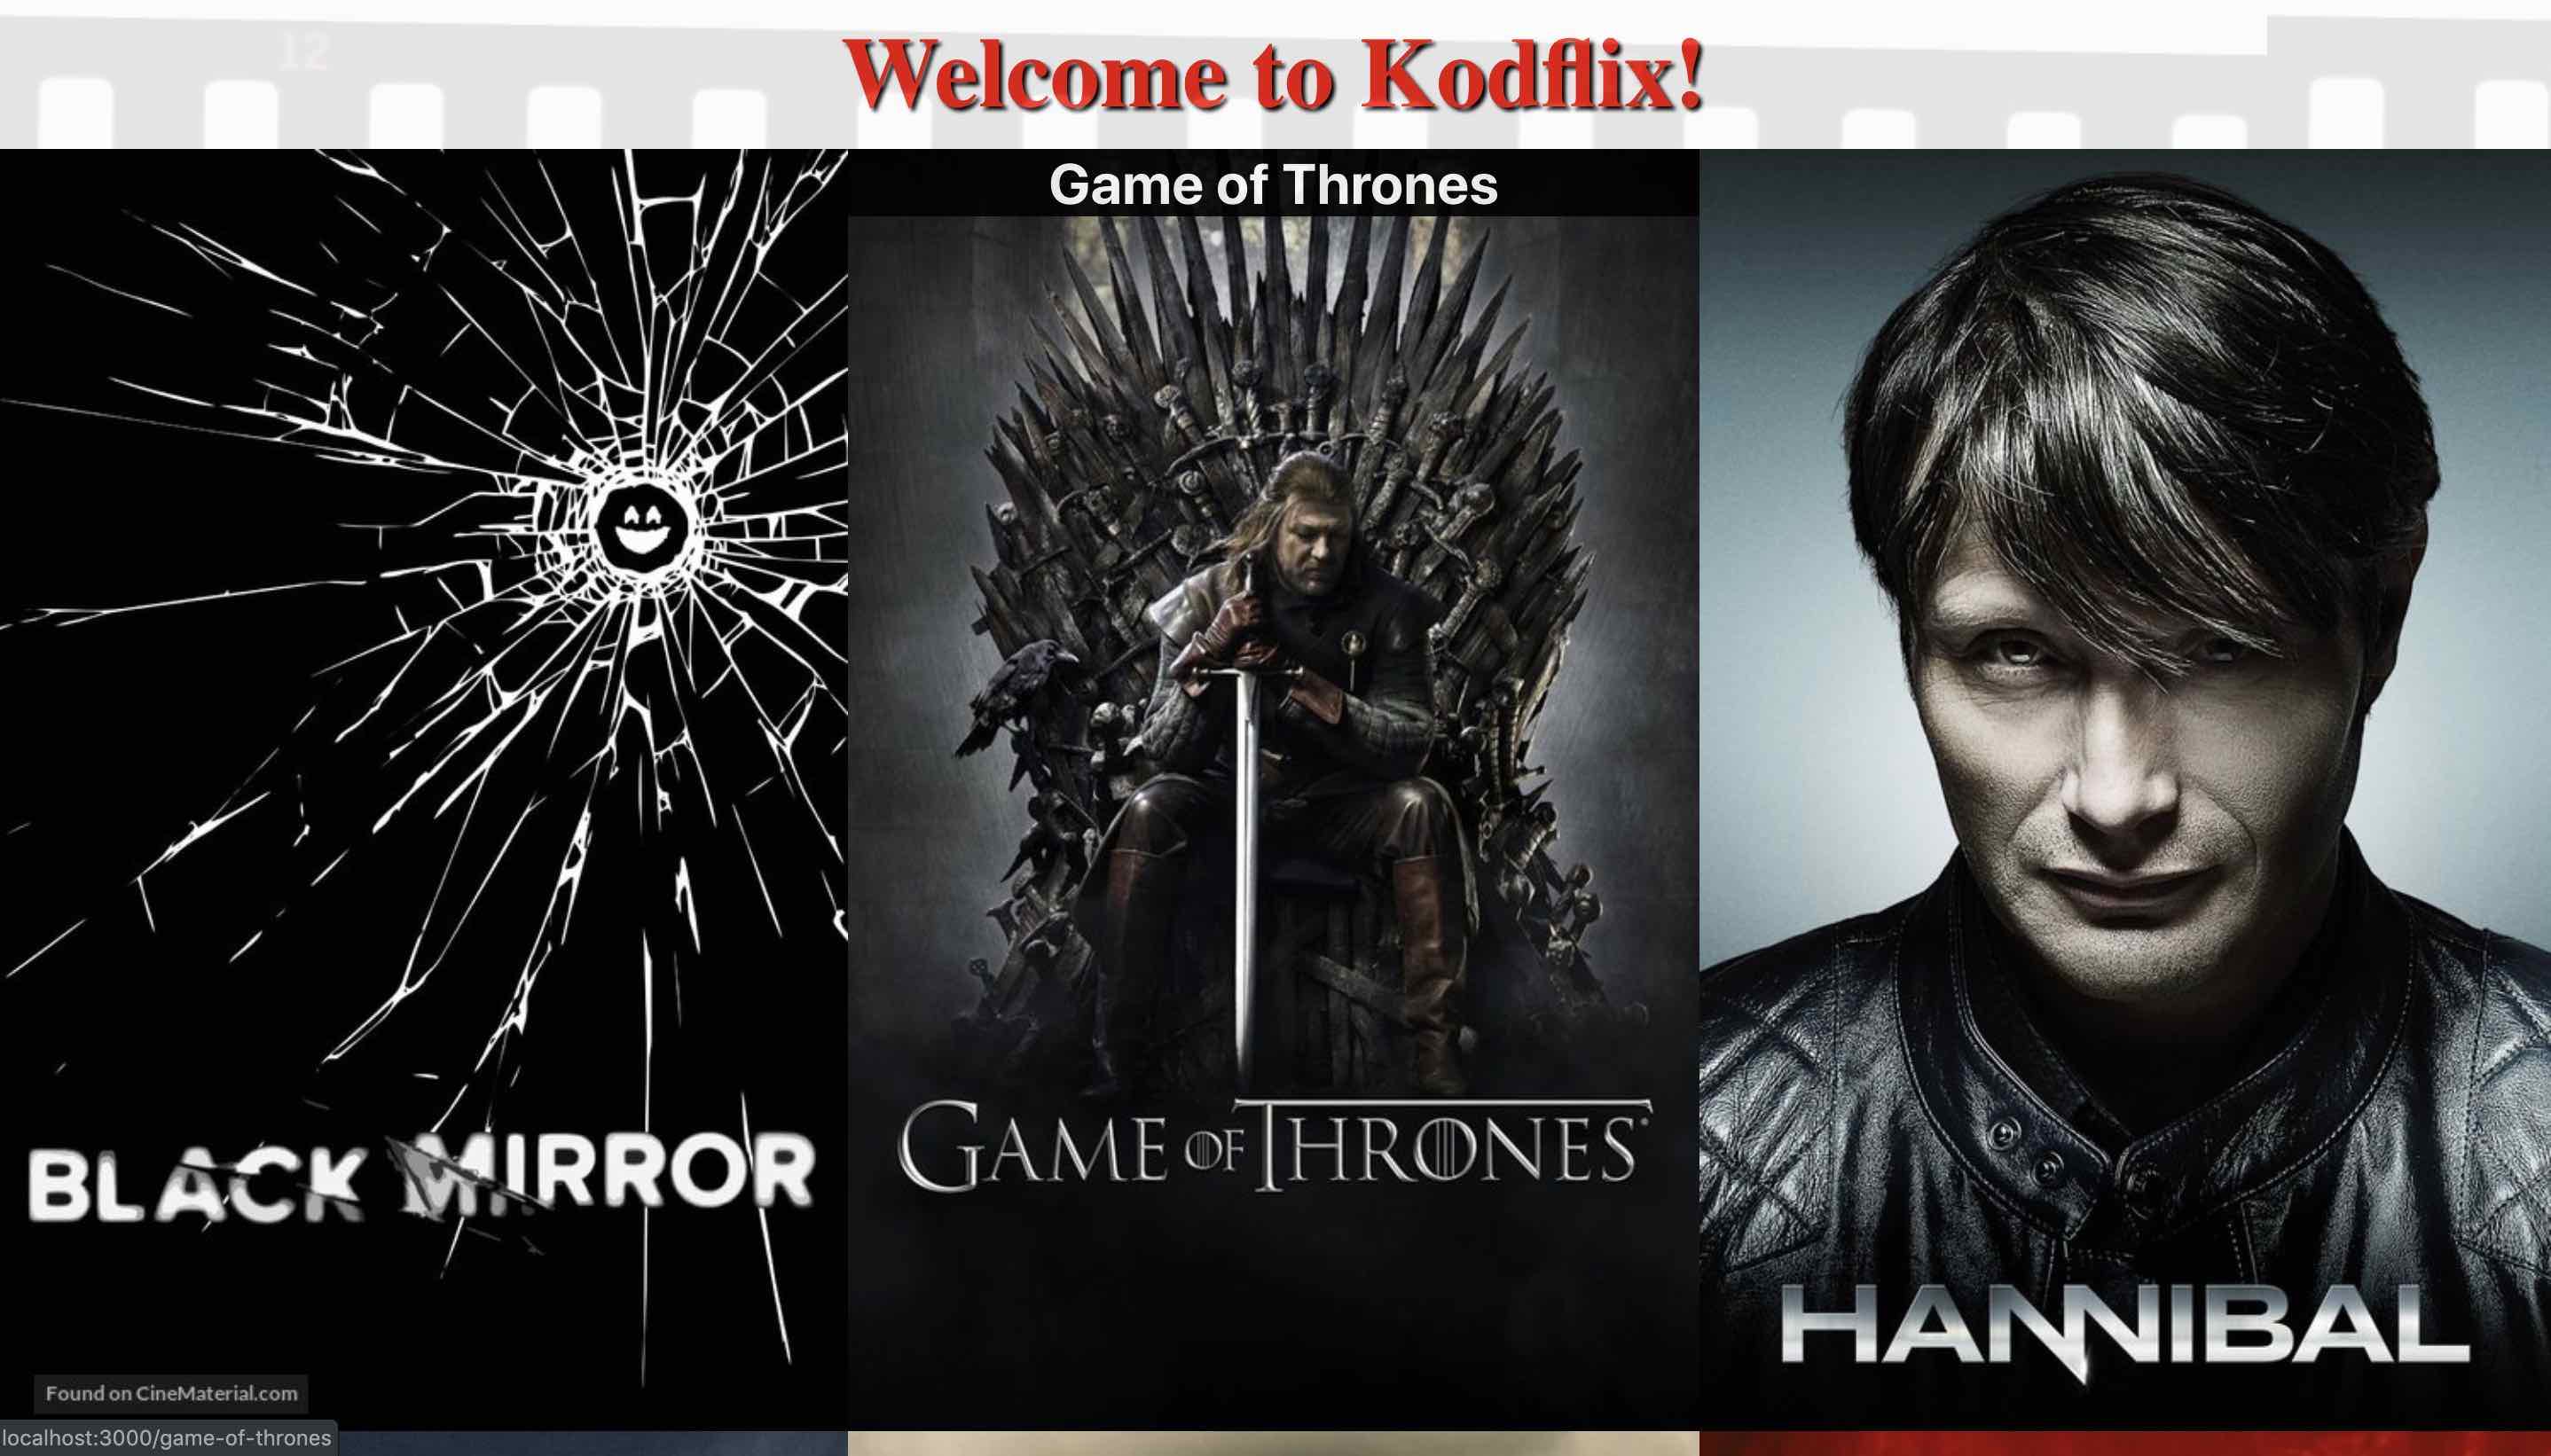 12
Welcome to Kodflix!
Game of Thrones
BLACK MIRROR
GAME OF THRONES
HANNIBAL
Found on CineMaterial.com
localhost:3000/game-of-thrones